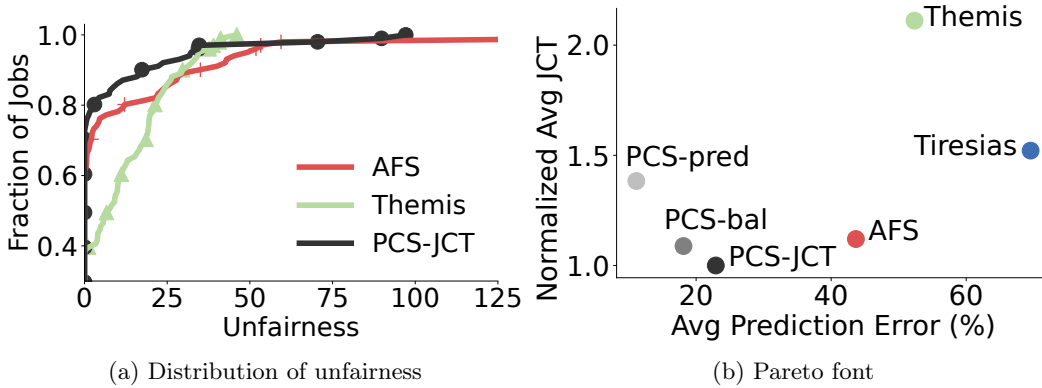 Fraction of Jobs
1.0
0.8
0.6
0.4
0
25
50
75
100
125
Unfairness
AFS
Themis
PCS-JCT
(a) Distribution of unfairness
Normalized Avg JCT
2.0
1.5
1.0
20
40
60
Avg Prediction Error (%)
Themis
Tiresias
PCS-pred
PCS-bal
AFS
PCS-JCT
(b) Pareto font